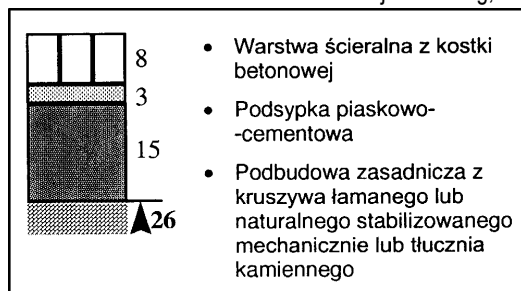 8
3
15
26
• Warstwa ścieralna z kostki
betonowej
• Podsypka piaskowo-
-cementowa
• Podbudowa zasadnicza z
kruszywa łamanego lub
naturalnego stabilizowanego
mechanicznie lub tłucznia
kamiennego